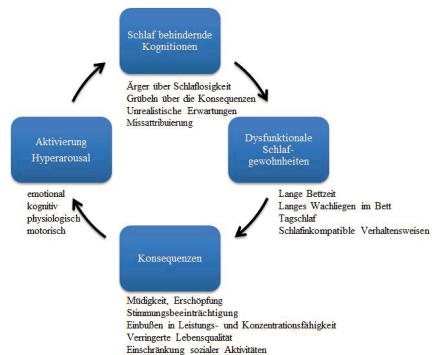 Schlaf behindernde
Kognitionen
Ärger über Schlaflosigkeit
Grübeln über die Konsequenzen
Unrealistische Erwartungen
Missattribuierung
Aktivierung
Hyperarousal
emotional
kognitiv
physiologisch
motorisch
Dysfunktionale
Schlaf-
gewohnheiten
Lange Bettzeit
Langes Wachliegen im Bett
Tagschlaf
Schlafinkompatible Verhaltensweisen
Konsequenzen
Müdigkeit, Erschöpfung
Stimmungsbeeinträchtigung
Einbußen in Leistungs- und Konzentrationsfähigkeit
Verringerte Lebensqualität
Einschränkung sozialer Aktivitäten